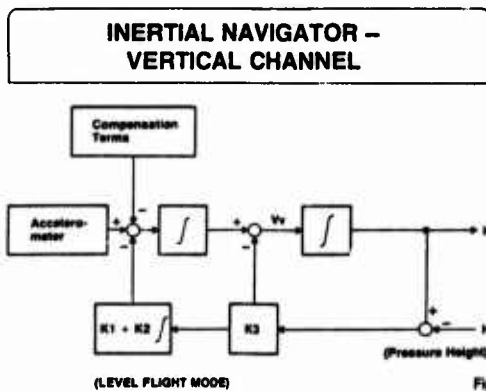 INERTIAL NAVIGATOR –
VERTICAL CHANNEL
Compensation
Terms
–
Accelero-
meter
+
–
∫
+
–
Vv
∫
K1 + K2 ∫
K3
+
–
(Pressure Height)
(LEVEL FLIGHT MODE)